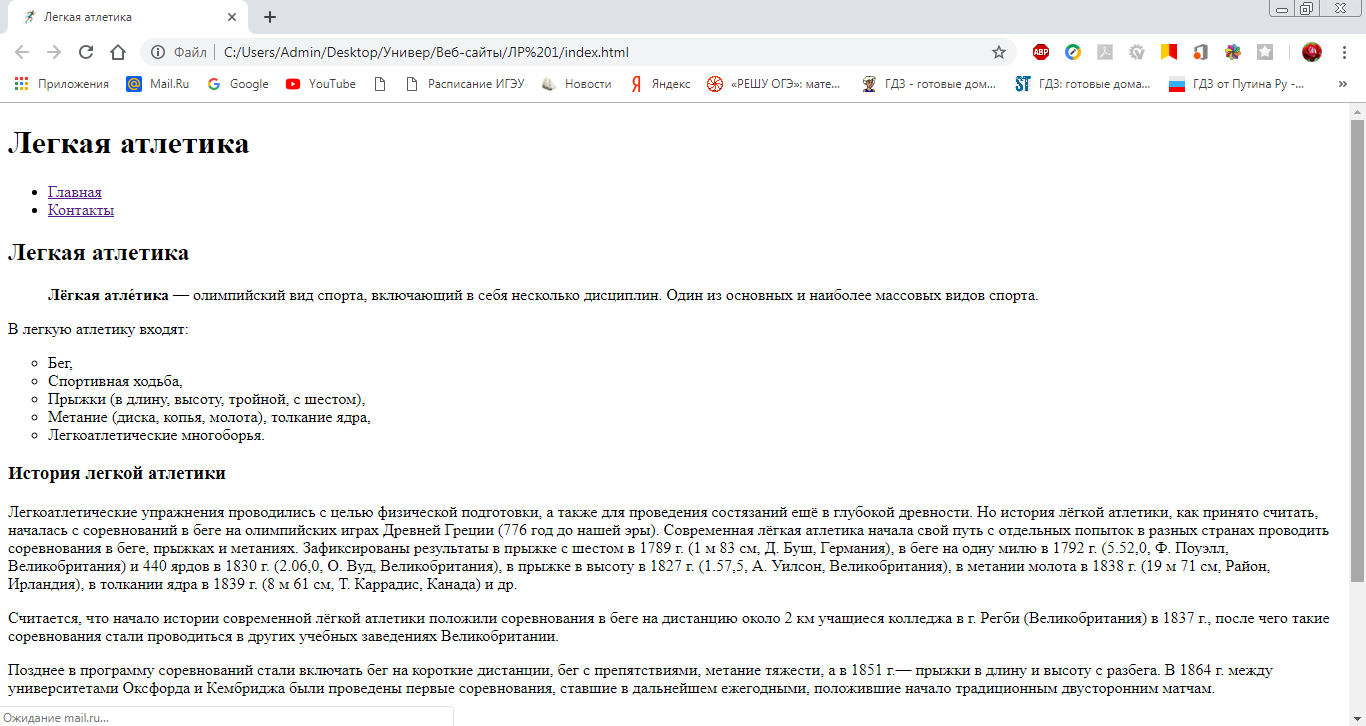 Легкая атлетика
Файл C:/Users/Admin/Desktop/Универ/Веб-сайты/ЛР%201/index.html
ABP
Приложения Mail.Ru Google YouTube Расписание ИГЭУ Новости Яндекс «РЕШУ ОГЭ»: мате... ГДЗ - готовые дом... ГДЗ: готовые дома... ГДЗ от Путина Ру -... »
Легкая атлетика
Главная
Контакты
Легкая атлетика
Лёгкая атле́тика — олимпийский вид спорта, включающий в себя несколько дисциплин. Один из основных и наиболее массовых видов спорта.
В легкую атлетику входят:
Бег,
Спортивная ходьба,
Прыжки (в длину, высоту, тройной, с шестом),
Метание (диска, копья, молота), толкание ядра,
Легкоатлетические многоборья.
История легкой атлетики
Легкоатлетические упражнения проводились с целью физической подготовки, а также для проведения состязаний ещё в глубокой древности. Но история лёгкой атлетики, как принято считать,
началась с соревнований в беге на олимпийских играх Древней Греции (776 год до нашей эры). Современная лёгкая атлетика начала свой путь с отдельных попыток в разных странах проводить
соревнования в беге, прыжках и метаниях. Зафиксированы результаты в прыжке с шестом в 1789 г. (1 м 83 см, Д. Буш, Германия), в беге на одну милю в 1792 г. (5.52,0, Ф. Поуэлл,
Великобритания) и 440 ярдов в 1830 г. (2.06,0, О. Вуд, Великобритания), в прыжке в высоту в 1827 г. (1.57,5, А. Уилсон, Великобритания), в метании молота в 1838 г. (19 м 71 см, Район,
Ирландия), в толкании ядра в 1839 г. (8 м 61 см, Т. Каррадис, Канада) и др.
Считается, что начало истории современной лёгкой атлетики положили соревнования в беге на дистанцию около 2 км учащиеся колледжа в г. Регби (Великобритания) в 1837 г., после чего такие
соревнования стали проводиться в других учебных заведениях Великобритании.
Позднее в программу соревнований стали включать бег на короткие дистанции, бег с препятствиями, метание тяжести, а в 1851 г.— прыжки в длину и высоту с разбега. В 1864 г. между
университетами Оксфорда и Кембриджа были проведены первые соревнования, ставшие в дальнейшем ежегодными, положившие начало традиционным двусторонним матчам.
Ожидание mail.ru...